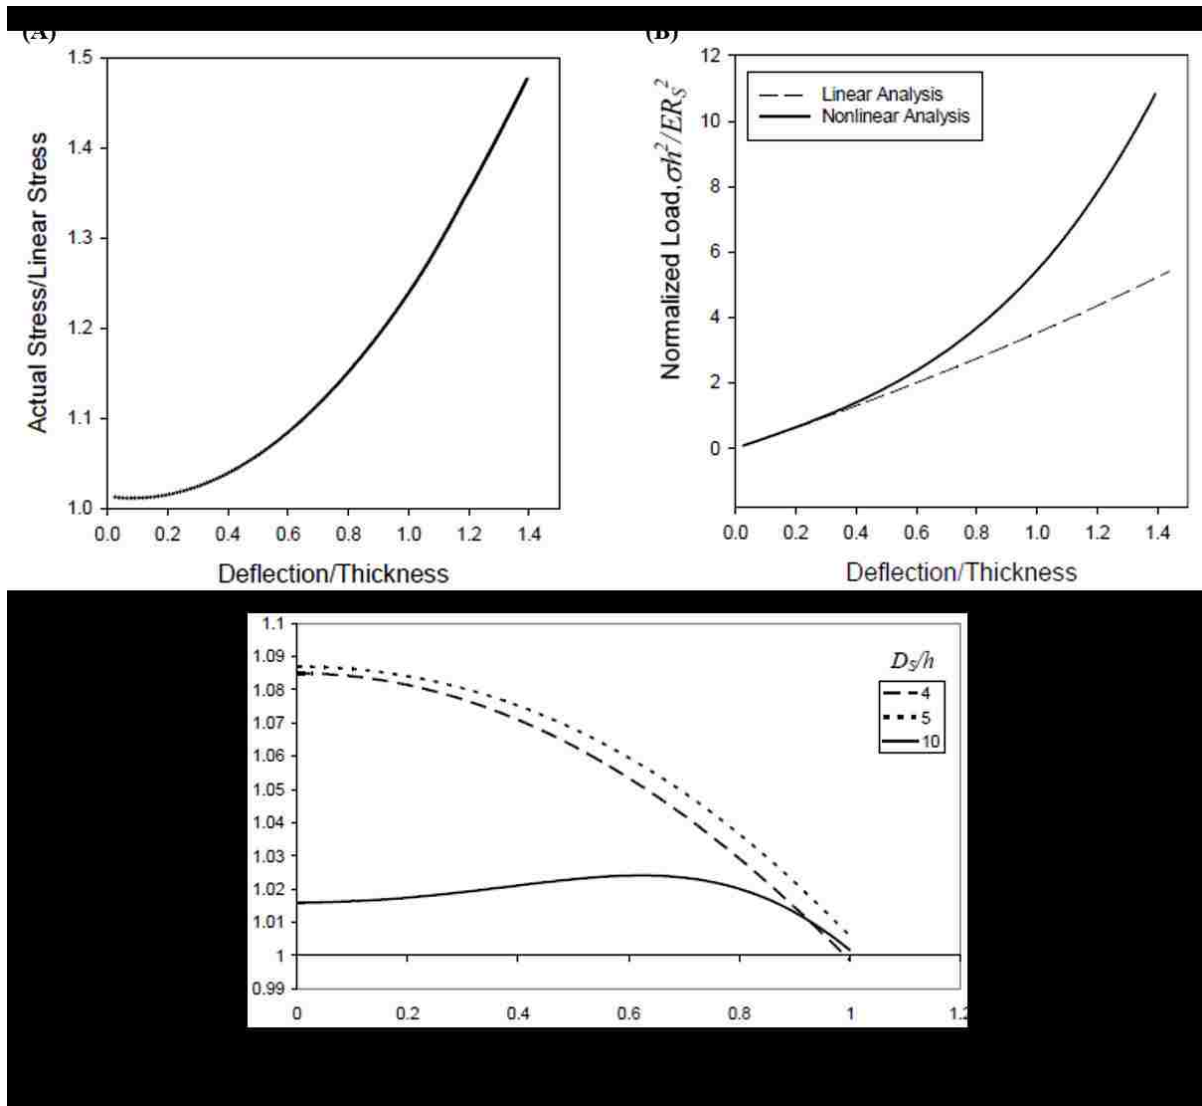 (A)
(B)
Actual Stress/Linear Stress
1.5
1.4
1.3
1.2
1.1
1.0
0.0 0.2 0.4 0.6 0.8 1.0 1.2 1.4
Deflection/Thickness
Normalized Load, σh²/ER_S²
12
10
8
6
4
2
0
Linear Analysis
Nonlinear Analysis
0.0 0.2 0.4 0.6 0.8 1.0 1.2 1.4
Deflection/Thickness
1.1
1.09
1.08
1.07
1.06
1.05
1.04
1.03
1.02
1.01
1
0.99
D_S/h
4
5
10
0 0.2 0.4 0.6 0.8 1 1.2